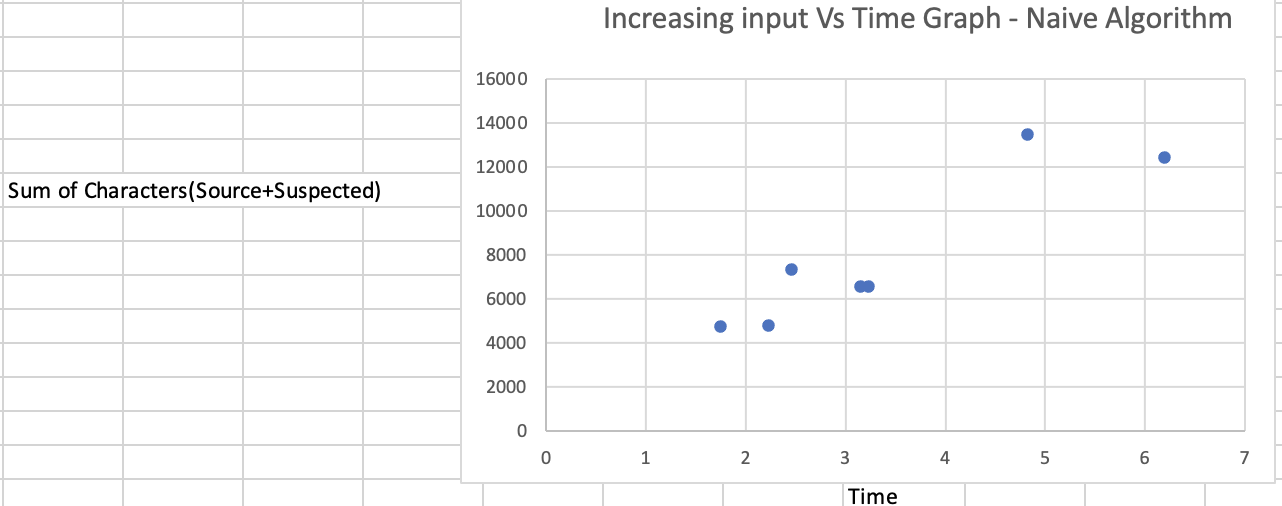 Increasing input Vs Time Graph - Naive Algorithm
16000
14000
12000
Sum of Characters(Source+Suspected)
10000
8000
6000
4000
2000
0
0 1 2 3 4 5 6 7
Time